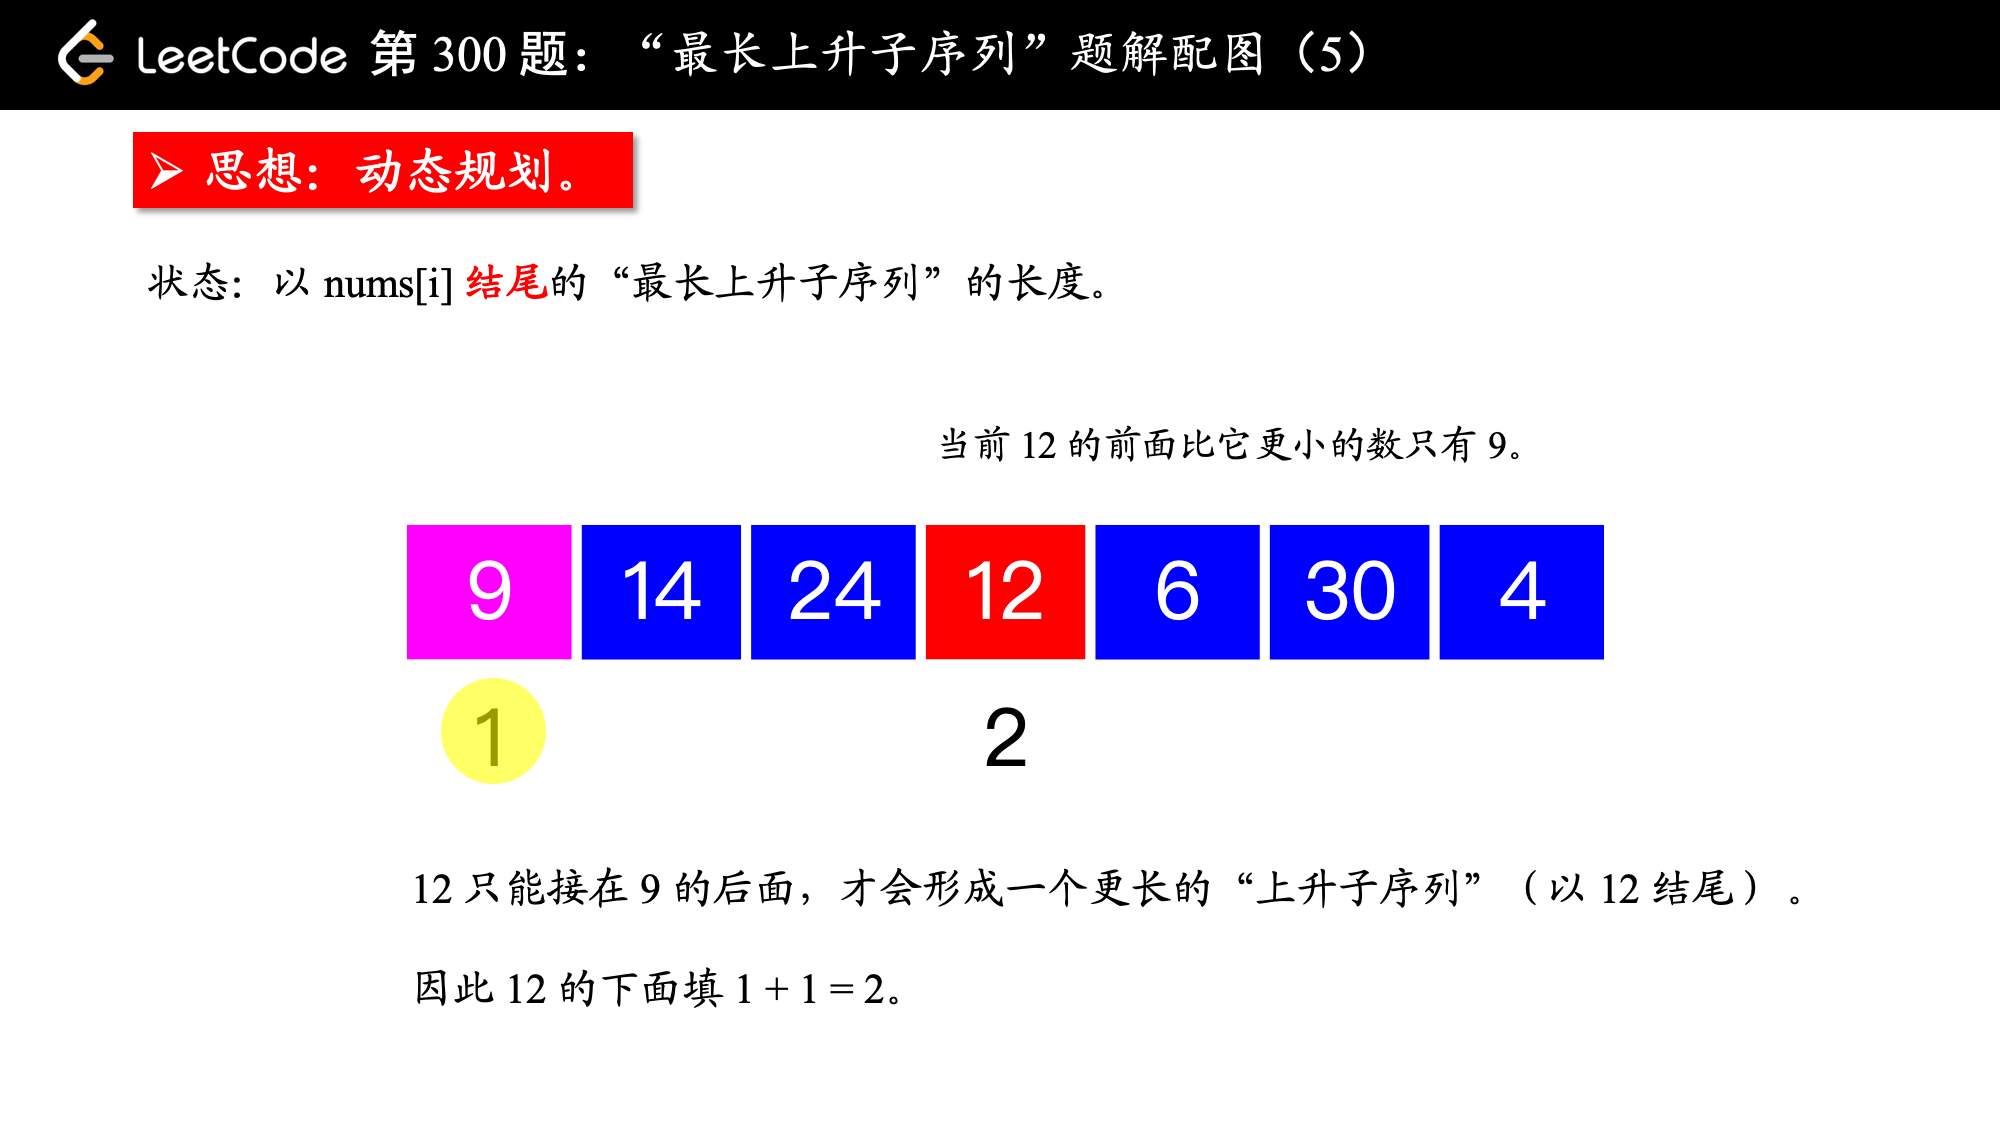 LeetCode 第 300 题：“最长上升子序列”题解配图（5）
➢ 思想：动态规划。
状态：以 nums[i] 结尾的“最长上升子序列”的长度。
当前 12 的前面比它更小的数只有 9。
9 14 24 12 6 30 4
1 2
12 只能接在 9 的后面，才会形成一个更长的“上升子序列”（以 12 结尾）。
因此 12 的下面填 1 + 1 = 2。